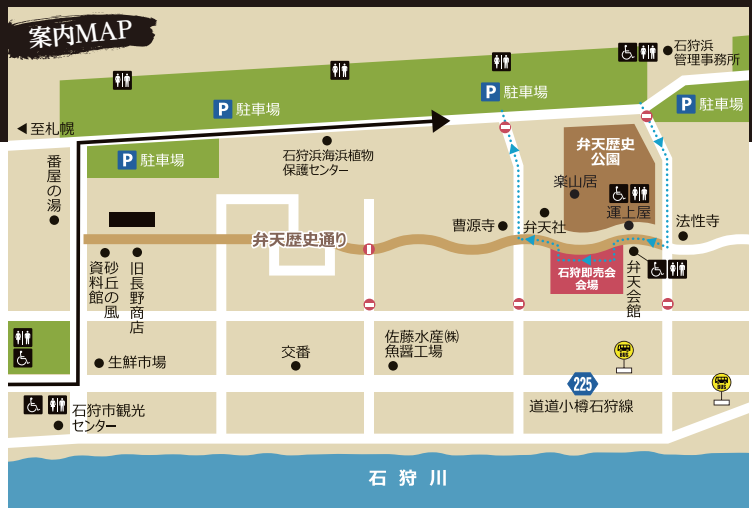 案内MAP
石狩浜
管理事務所
P 駐車場
P 駐車場
P 駐車場
P 駐車場
至札幌
番屋の湯
石狩浜海浜植物
保護センター
弁天歴史
公園
楽山居
運上屋
法性寺
曹源寺
弁天社
弁天歴史通り
砂丘の風
資料館
旧長野商店
石狩即売会
会場
弁天会館
生鮮市場
交番
佐藤水産㈱
魚醤工場
BUS
BUS
225
道道小樽石狩線
石狩市観光
センター
石狩川